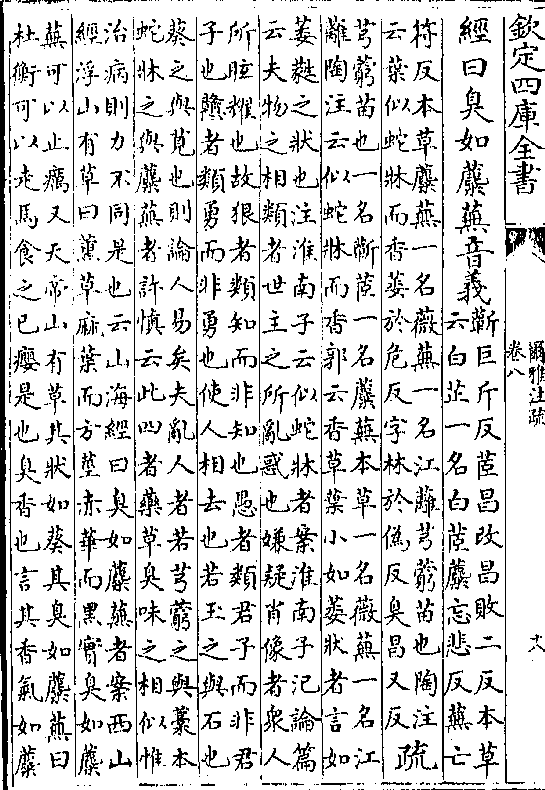 欽定四庫全書
爾雅注疏
卷八
十八
經曰臭如蘪蕪音義
蘄巨斤反茝昌改昌敗二反本草
云白芷一名白茝蘪忘悲反蕪亡
符反本草蘪蕪一名薇蕪一名江蘺芎藭苗也陶注
云葉似蛇牀而香萎於危反字林於偽反臭昌又反
疏
芎藭苗也一名蘄茝一名蘪蕪本草一名薇蕪一名江
蘺陶注云似蛇牀而香郭云香草葉小如萎狀者言如
萎之狀也注淮南子云似蛇牀者案淮南子氾論篇
云夫物之相類者世主之所亂惑也嫌疑肖像者衆人
所眩耀也故狠者類知而非知也愚者類君子而非君
子也戇者類勇而非勇也使人相去也若玉之與石也
葵之與莧也則論人易矣夫亂人者若芎藭之與藁本
蛇牀之與蘪蕪者許慎云此四者藥草臭味之相似惟
治病則力不同是也云山海經曰臭如蘪蕪者案西山
經浮山有草曰薰草麻葉而方莖赤華而黑實臭如蘪
蕪可以止癘又天帝山有草其狀如葵其臭如蘪蕪曰
杜衡可以走馬食之已癭是也臭香也言其香氣如蘪